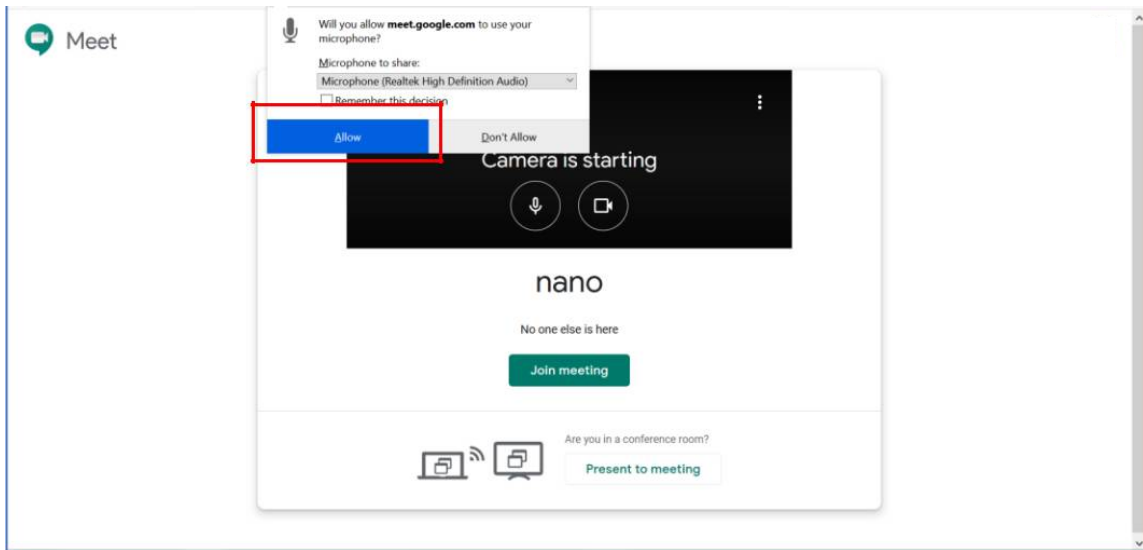 Meet
Will you allow meet.google.com to use your
microphone?
Microphone to share:
Microphone (Realtek High Definition Audio)
Remember this decision
Allow
Don't Allow
Camera is starting
nano
No one else is here
Join meeting
Are you in a conference room?
Present to meeting